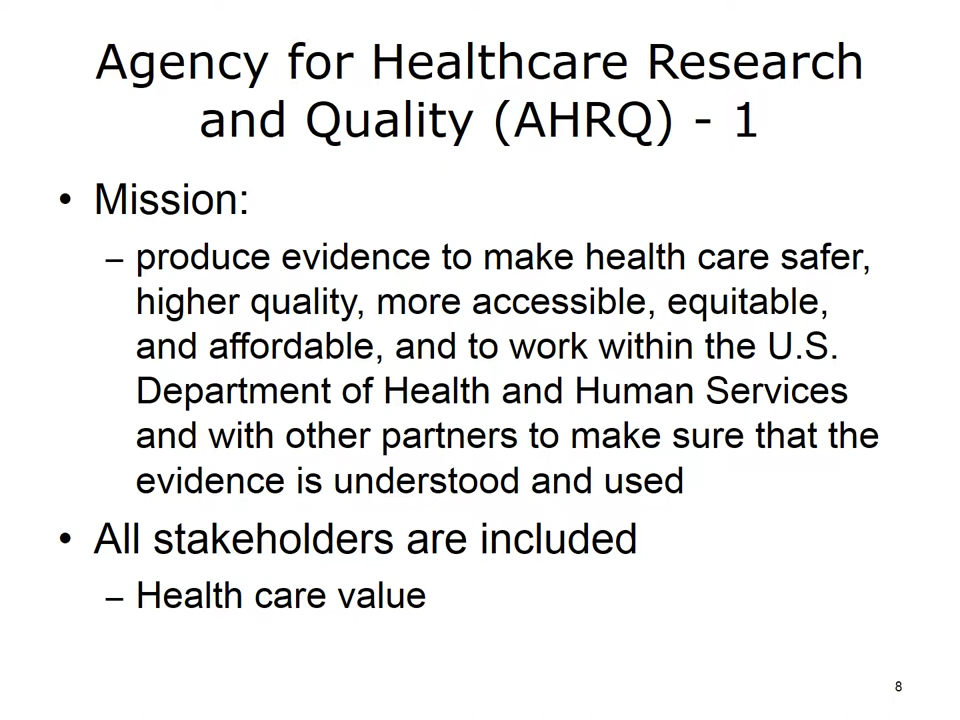 Agency for Healthcare Research
and Quality (AHRQ) - 1
• Mission:
– produce evidence to make health care safer,
higher quality, more accessible, equitable,
and affordable, and to work within the U.S.
Department of Health and Human Services
and with other partners to make sure that the
evidence is understood and used
• All stakeholders are included
– Health care value
8